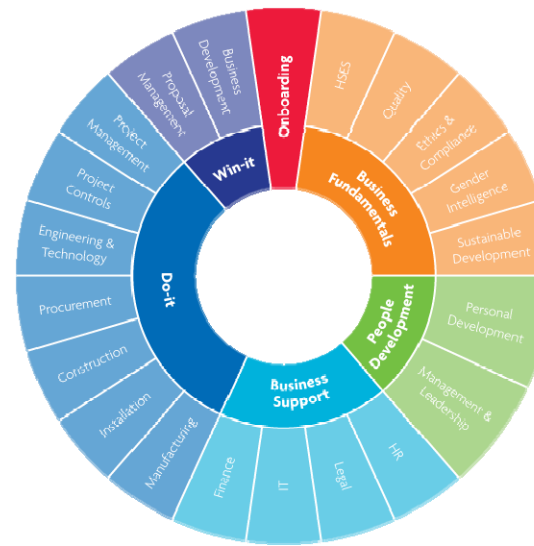 Onboarding
Business
Fundamentals
HSES
Quality
Ethics &
Compliance
Gender
Intelligence
Sustainable
Development
People
Development
Personal
Development
Management &
Leadership
Business
Support
HR
Legal
IT
Finance
Do-it
Manufacturing
Installation
Construction
Procurement
Engineering &
Technology
Project
Controls
Project
Management
Win-it
Proposal
Management
Business
Development